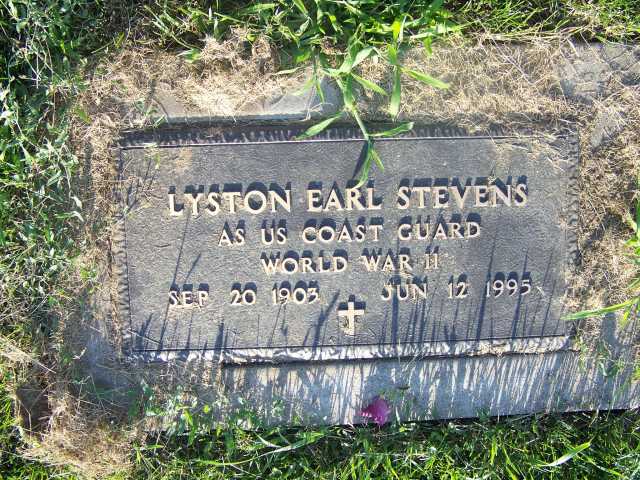 LYSTON EARL STEVENS
AS US COAST GUARD
WORLD WAR II
SEP 20 1903 JUN 12 1995